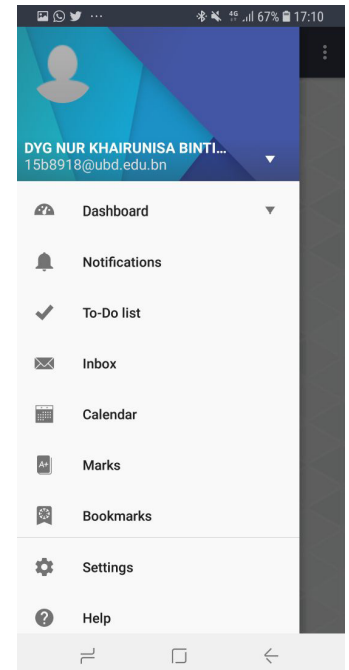 4G 67% 17:10
DYG NUR KHAIRUNISA BINTI...
15b8918@ubd.edu.bn
Dashboard
Notifications
To-Do list
Inbox
Calendar
A+ Marks
Bookmarks
Settings
Help